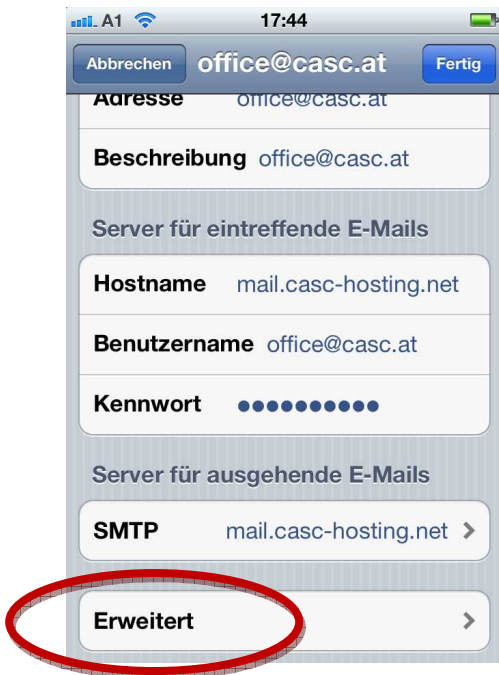 A1 17:44
Abbrechen office@casc.at Fertig
Adresse office@casc.at
Beschreibung office@casc.at
Server für eintreffende E-Mails
Hostname mail.casc-hosting.net
Benutzername office@casc.at
Kennwort ●●●●●●●●●●
Server für ausgehende E-Mails
SMTP mail.casc-hosting.net
Erweitert